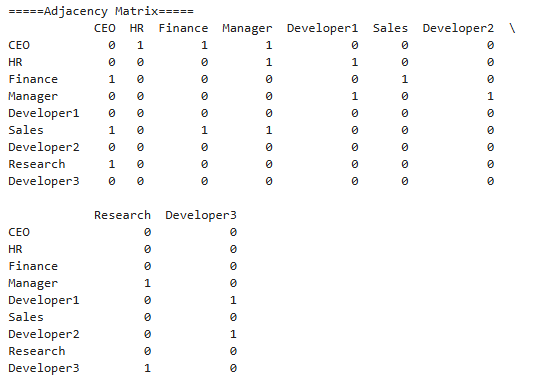 =====Adjacency Matrix=====
CEO HR Finance Manager Developer1 Sales Developer2 \
CEO 0 1 1 1 0 0 0
HR 0 0 0 1 1 0 0
Finance 1 0 0 0 0 1 0
Manager 0 0 0 0 1 0 1
Developer1 0 0 0 0 0 0 0
Sales 1 0 1 1 0 0 0
Developer2 0 0 0 0 0 0 0
Research 1 0 0 0 0 0 0
Developer3 0 0 0 0 0 0 0
Research Developer3
CEO 0 0
HR 0 0
Finance 0 0
Manager 1 0
Developer1 0 1
Sales 0 0
Developer2 0 1
Research 0 0
Developer3 1 0